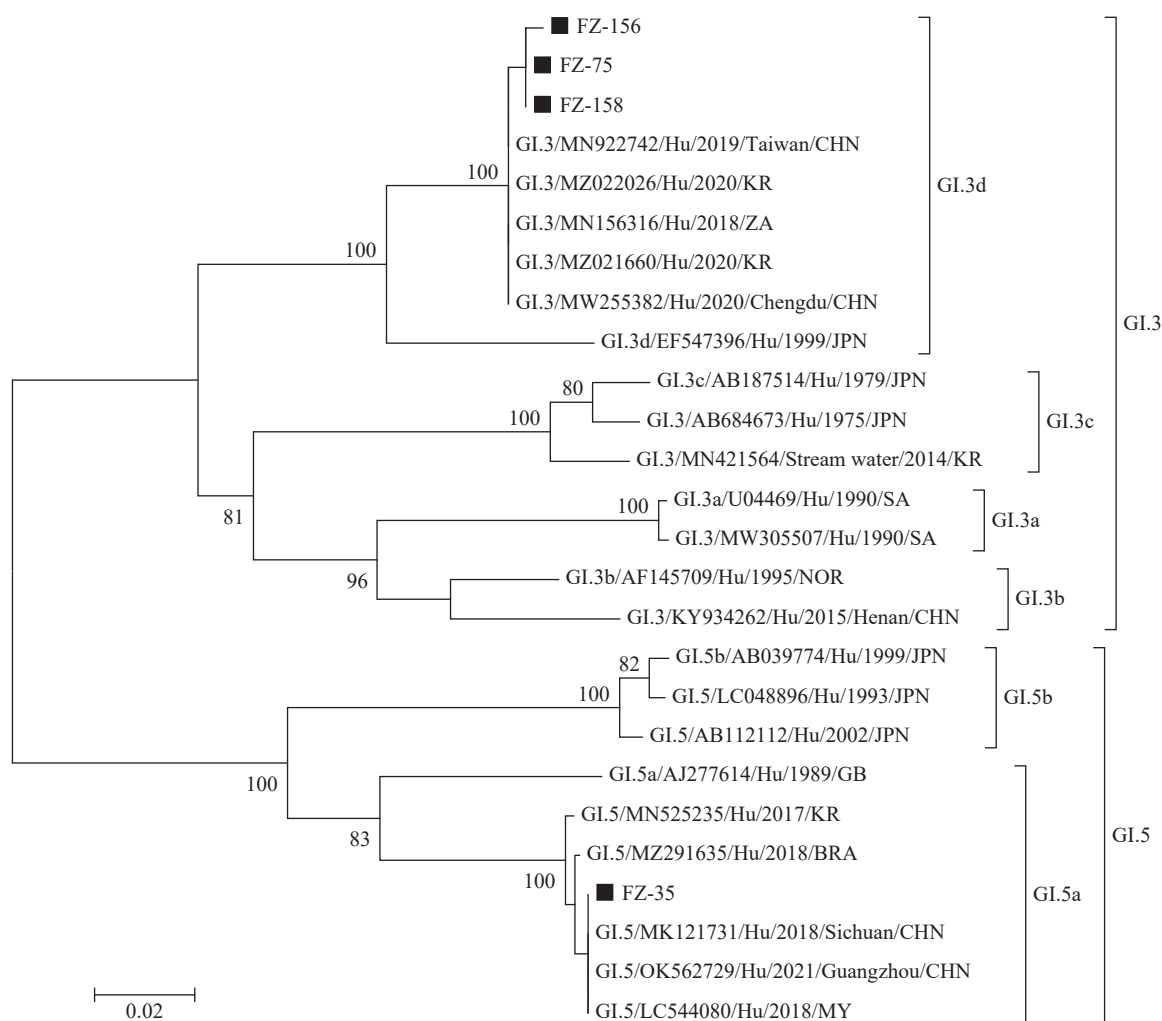 FZ-156
FZ-75
FZ-158
GI.3/MN922742/Hu/2019/Taiwan/CHN
100
GI.3/MZ022026/Hu/2020/KR
GI.3d
GI.3/MN156316/Hu/2018/ZA
100
GI.3/MZ021660/Hu/2020/KR
GI.3/MW255382/Hu/2020/Chengdu/CHN
GI.3
GI.3d/EF547396/Hu/1999/JPN
GI.3c/AB187514/Hu/1979/JPN
80
100
GI.3/AB684673/Hu/1975/JPN
GI.3c
GI.3/MN421564/Stream water/2014/KR
GI.3a/U04469/Hu/1990/SA
100
81
GI.3a
GI.3/MW305507/Hu/1990/SA
96
GI.3b/AF145709/Hu/1995/NOR
GI.3b
GI.3/KY934262/Hu/2015/Henan/CHN
GI.5b/AB039774/Hu/1999/JPN
82
100
GI.5/LC048896/Hu/1993/JPN
GI.5b
GI.5/AB112112/Hu/2002/JPN
100
GI.5a/AJ277614/Hu/1989/GB
GI.5/MN525235/Hu/2017/KR
83
GI.5
GI.5/MZ291635/Hu/2018/BRA
100
FZ-35
GI.5a
GI.5/MK121731/Hu/2018/Sichuan/CHN
GI.5/OK562729/Hu/2021/Guangzhou/CHN
GI.5/LC544080/Hu/2018/MY
0.02